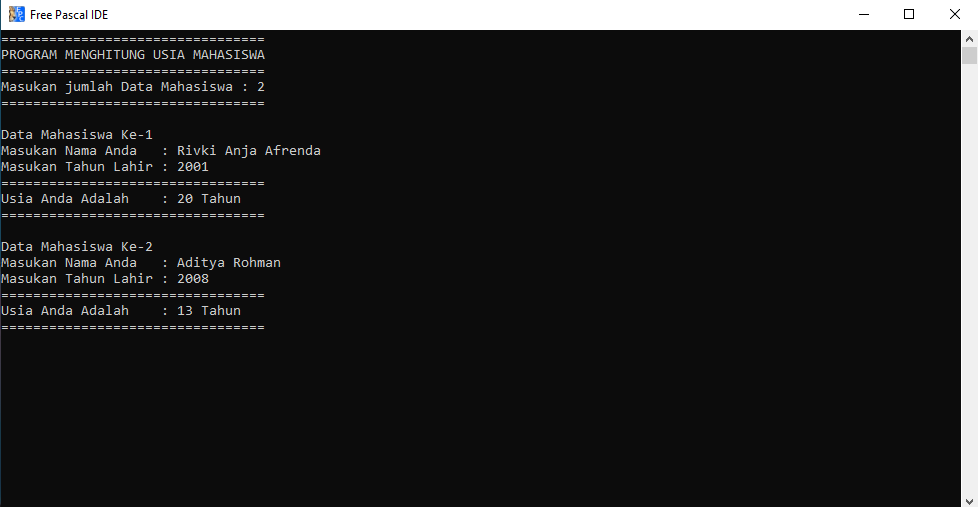 Free Pascal IDE
=================================
PROGRAM MENGHITUNG USIA MAHASISWA
=================================
Masukan jumlah Data Mahasiswa : 2
=================================
Data Mahasiswa Ke-1
Masukan Nama Anda   : Rivki Anja Afrenda
Masukan Tahun Lahir : 2001
=================================
Usia Anda Adalah    : 20 Tahun
=================================
Data Mahasiswa Ke-2
Masukan Nama Anda   : Aditya Rohman
Masukan Tahun Lahir : 2008
=================================
Usia Anda Adalah    : 13 Tahun
=================================